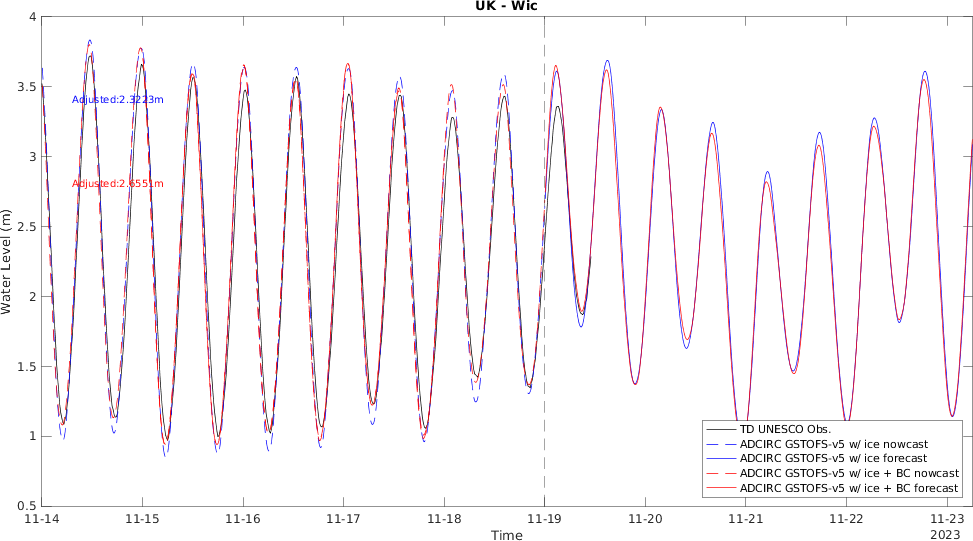 UK - Wic
4
3.5
3
2.5
2
1.5
1
0.5
Water Level (m)
Adjusted:2.3223m
Adjusted:2.6551m
TD UNESCO Obs.
ADCIRC GSTOFS-v5 w/ ice nowcast
ADCIRC GSTOFS-v5 w/ ice forecast
ADCIRC GSTOFS-v5 w/ ice + BC nowcast
ADCIRC GSTOFS-v5 w/ ice + BC forecast
11-14 11-15 11-16 11-17 11-18 11-19 11-20 11-21 11-22 11-23
Time 2023